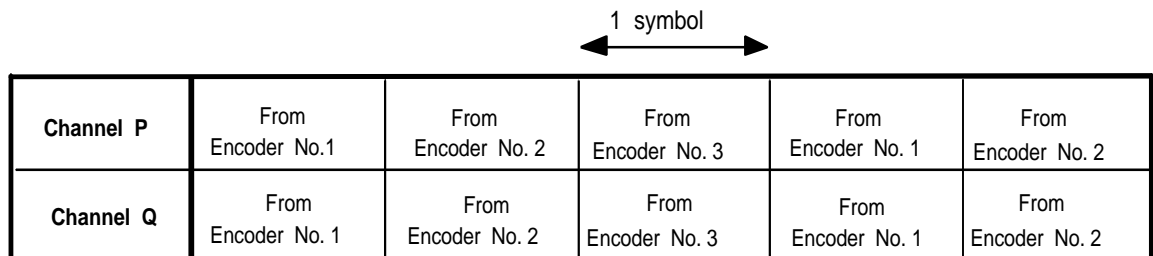 1 symbol
Channel P
From
Encoder No.1
From
Encoder No. 2
From
Encoder No. 3
From
Encoder No. 1
From
Encoder No. 2
Channel Q
From
Encoder No. 1
From
Encoder No. 2
From
Encoder No. 3
From
Encoder No. 1
From
Encoder No. 2